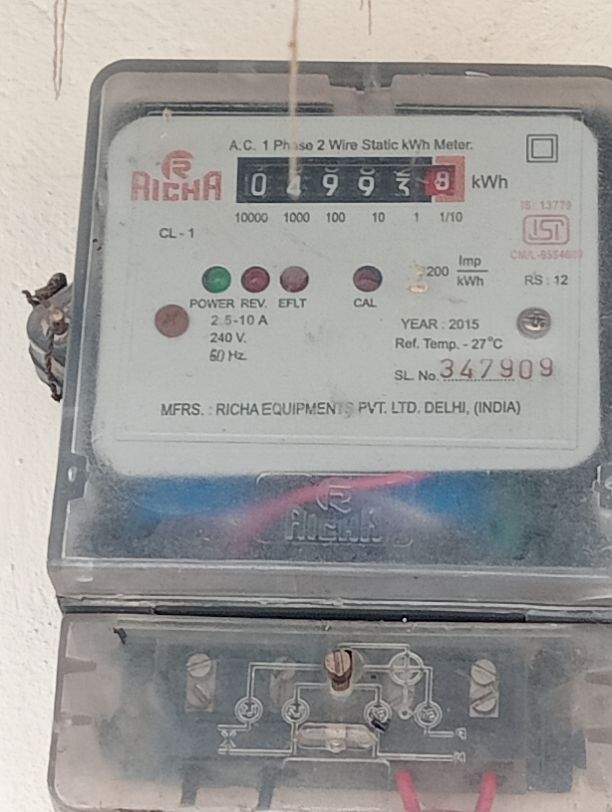 A.C. 1 Phase 2 Wire Static kWh Meter.
RICHA
0 4 9 9 3 8 kWh
10000 1000 100 10 1 1/10
IS : 13779
ISI
CL - 1
Imp
kWh
RS : 12
POWER REV. EFLT CAL
2.5-10 A
240 V.
50 Hz.
YEAR : 2015
Ref. Temp. - 27°C
SL. No. 347909
MFRS. : RICHA EQUIPMENTS PVT. LTD. DELHI, (INDIA)
R
RICHA